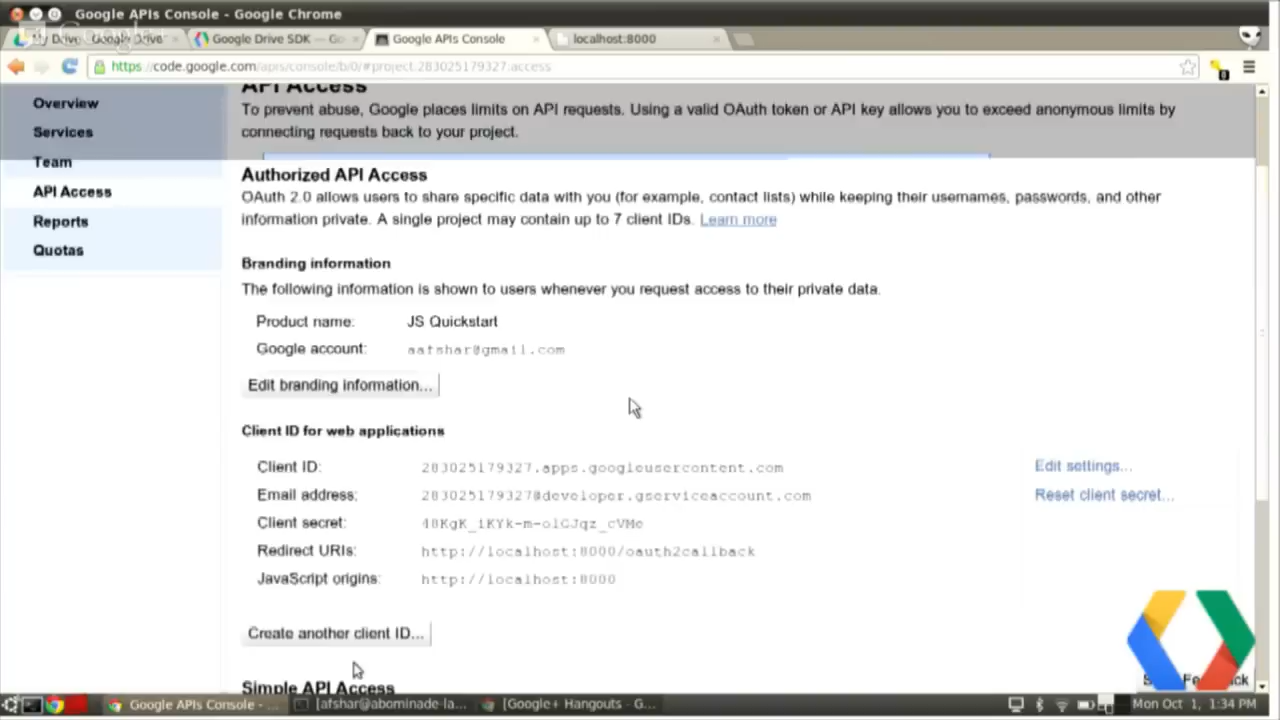 Google APIs Console - Google Chrome
My Drive - Google Drive
Google Drive SDK — Go
Google APIs Console
localhost:8000
https://code.google.com/apis/console/b/0/#project:283025179327:access
Overview
Services
Team
API Access
Reports
Quotas
API Access
To prevent abuse, Google places limits on API requests. Using a valid OAuth token or API key allows you to exceed anonymous limits by
connecting requests back to your project.
Authorized API Access
OAuth 2.0 allows users to share specific data with you (for example, contact lists) while keeping their usernames, passwords, and other
information private. A single project may contain up to 7 client IDs. Learn more
Branding information
The following information is shown to users whenever you request access to their private data.
Product name: JS Quickstart
Google account: aafshar@gmail.com
Edit branding information...
Client ID for web applications
Client ID: 283025179327.apps.googleusercontent.com
Edit settings...
Email address: 283025179327@developer.gserviceaccount.com
Reset client secret...
Client secret:
Redirect URIs: http://localhost:8000/oauth2callback
JavaScript origins: http://localhost:8000
Create another client ID...
Simple API Access
Google APIs Console - ...
[afshar@abominade-la...
[Google+ Hangouts - G...
Mon Oct 1, 1:34 PM